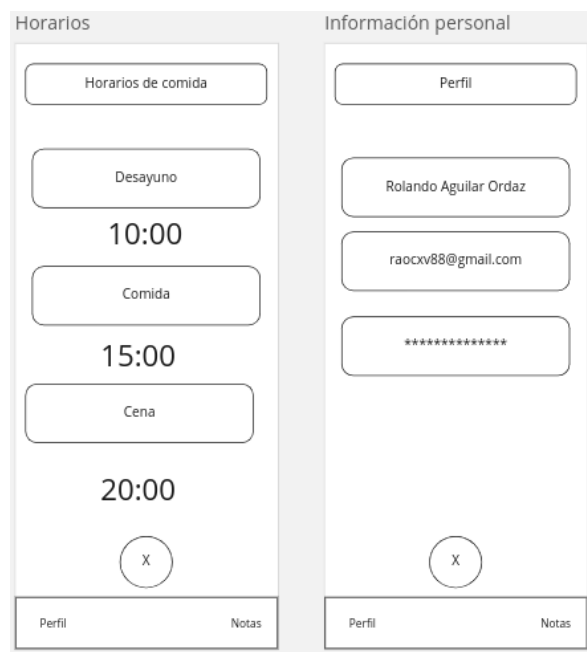 Horarios
Horarios de comida
Desayuno
10:00
Comida
15:00
Cena
20:00
X
Perfil
Notas
Información personal
Perfil
Rolando Aguilar Ordaz
raocxv88@gmail.com
**************
X
Perfil
Notas